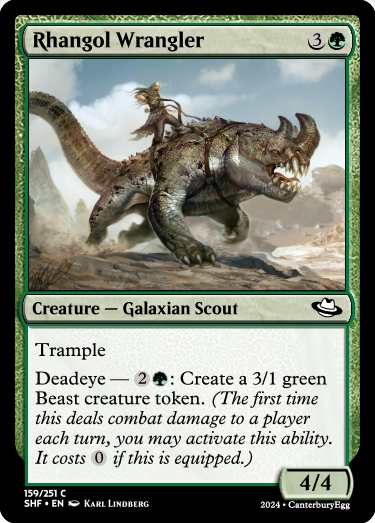 Rhangol Wrangler 3
Creature — Galaxian Scout
Trample
Deadeye — 2 : Create a 3/1 green
Beast creature token. (The first time
this deals combat damage to a player
each turn, you may activate this ability.
It costs 0 if this is equipped.)
4/4
159/251 C
SHF • EN Karl Lindberg
2024 • CanterburyEgg